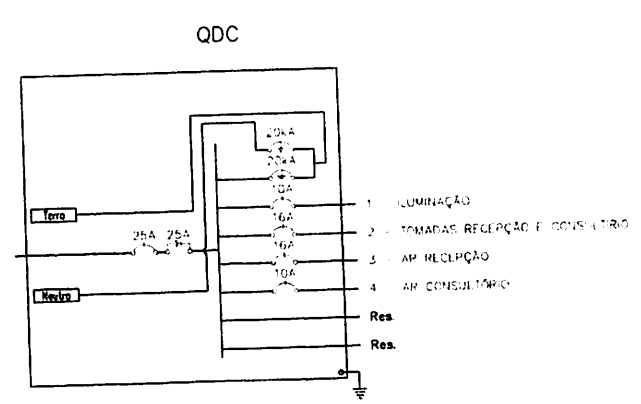 QDC
20kA
20kA
10A
1 - ILUMINAÇÃO
16A
Terra
25A 25A
2 - TOMADAS RECEPÇÃO E CONSULTÓRIO
16A
3 - AR RECEPÇÃO
10A
4 - AR CONSULTÓRIO
Neutro
Res.
Res.